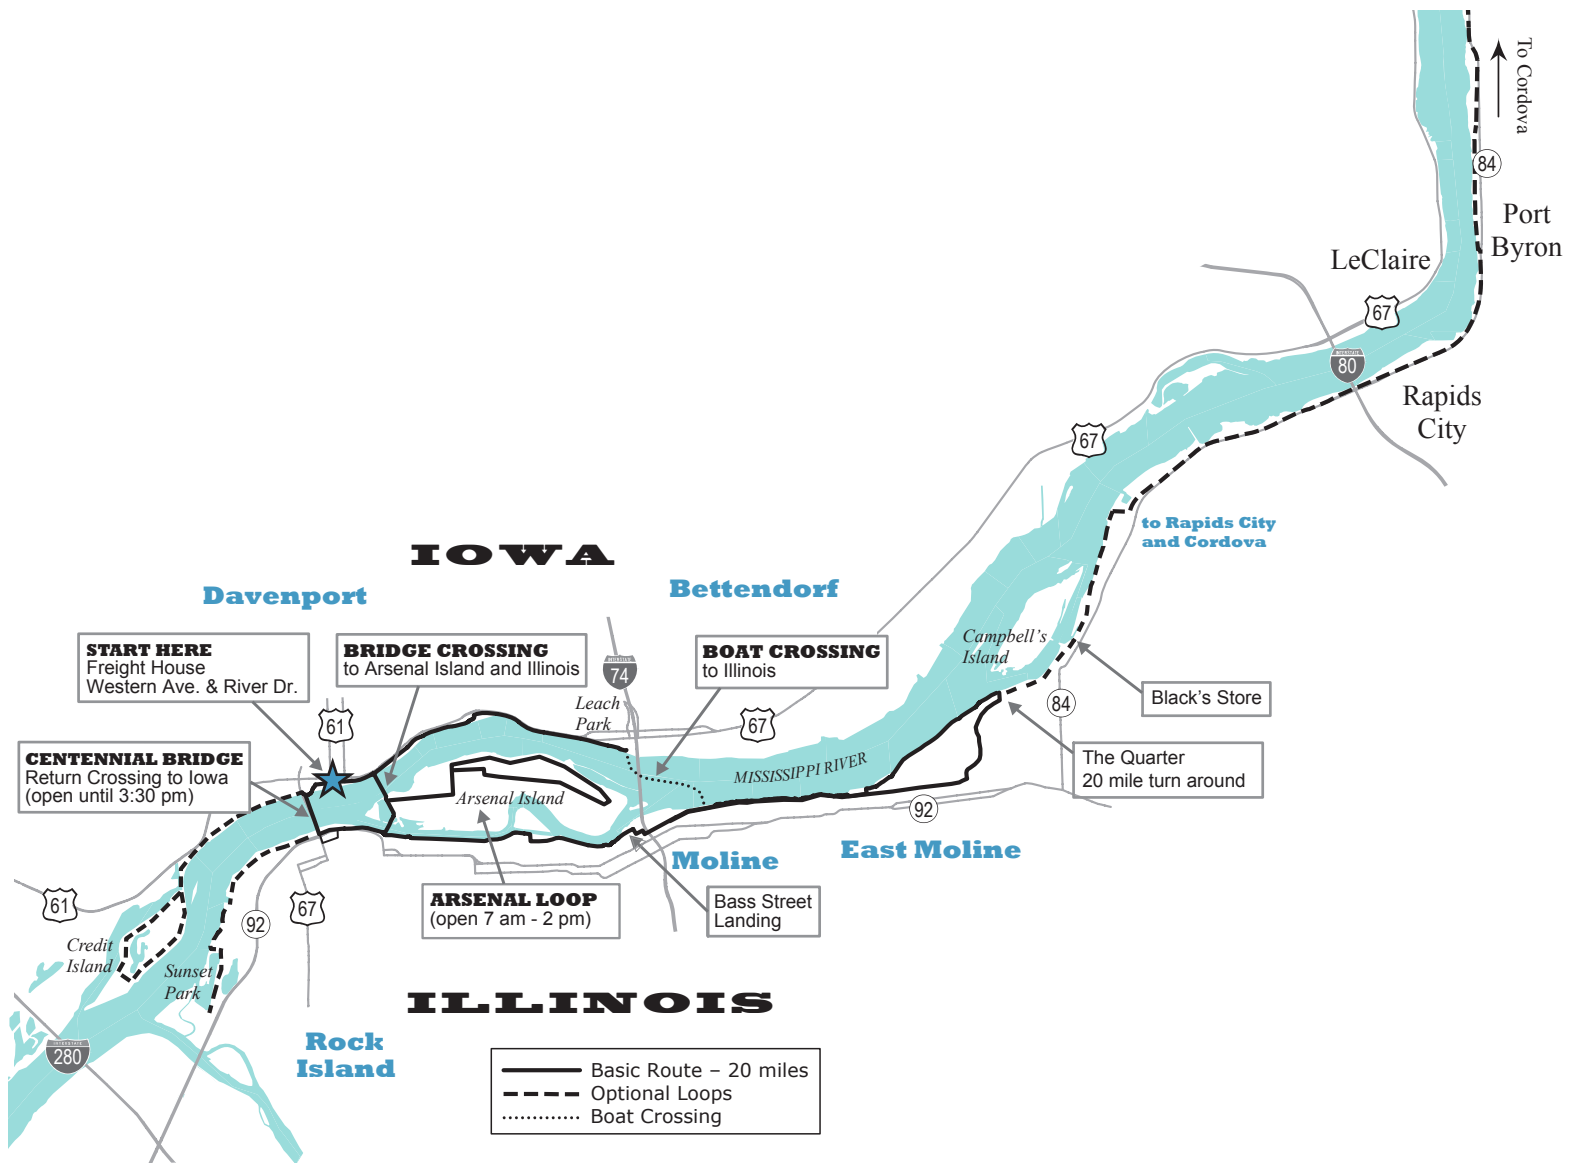 To Cordova
84
Port
Byron
LeClaire
67
INTERSTATE
80
Rapids
City
67
to Rapids City
and Cordova
IOWA
Davenport
Bettendorf
START HERE
Freight House
Western Ave. & River Dr.
BRIDGE CROSSING
to Arsenal Island and Illinois
BOAT CROSSING
to Illinois
Campbell's
Island
INTERSTATE
74
Leach
Park
61
67
84
Black's Store
CENTENNIAL BRIDGE
Return Crossing to Iowa
(open until 3:30 pm)
The Quarter
20 mile turn around
MISSISSIPPI RIVER
Arsenal Island
92
East Moline
Moline
ARSENAL LOOP
(open 7 am - 2 pm)
Bass Street
Landing
61
67
92
Credit
Island
Sunset
Park
ILLINOIS
Rock
Island
INTERSTATE
280
Basic Route – 20 miles
Optional Loops
Boat Crossing